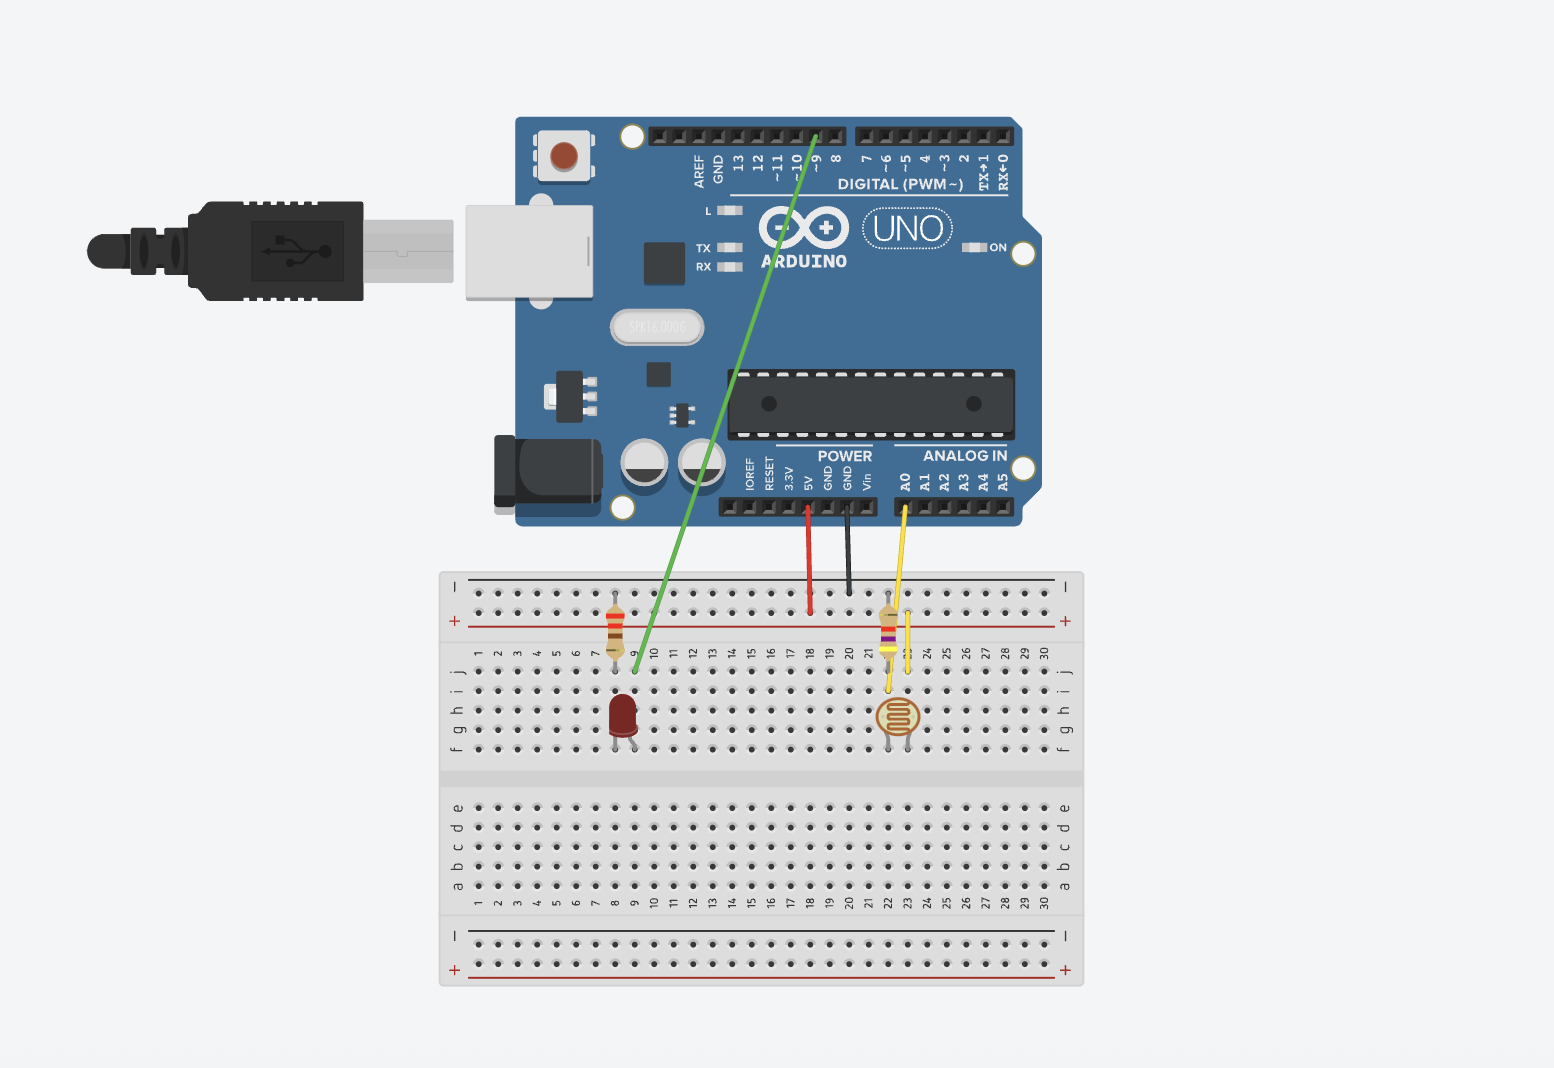 AREF
GND
13
12
~11
~10
~9
8
7
~6
~5
4
~3
2
TX→1
RX←0
DIGITAL (PWM~)
L
TX
RX
ARDUINO
UNO
ON
SPK16.000G
POWER
ANALOG IN
IOREF
RESET
3.3V
5V
GND
GND
Vin
A0
A1
A2
A3
A4
A5
− −
+ +
1 2 3 4 5 6 7 8 9 10 11 12 13 14 15 16 17 18 19 20 21 22 23 24 25 26 27 28 29 30
j j
i i
h h
g g
f f
e e
d d
c c
b b
a a
1 2 3 4 5 6 7 8 9 10 11 12 13 14 15 16 17 18 19 20 21 22 23 24 25 26 27 28 29 30
− −
+ +